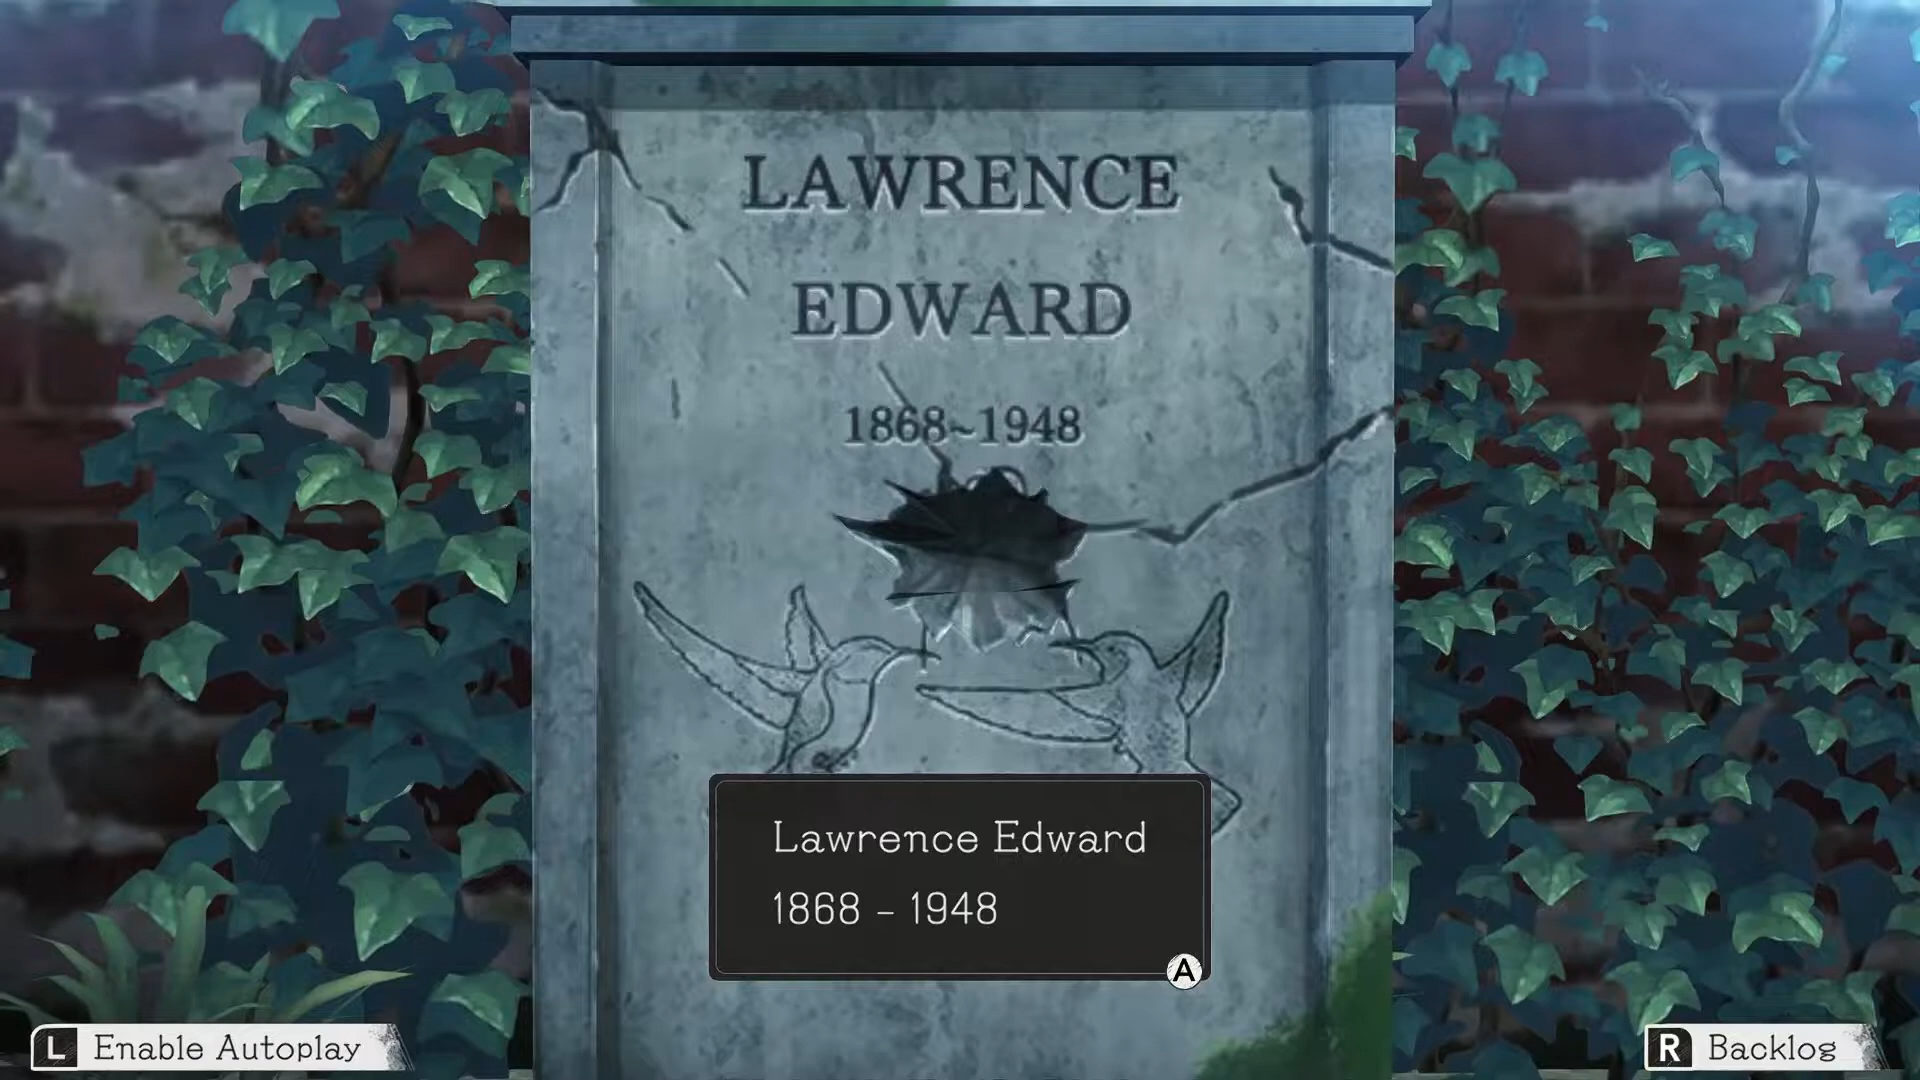 LAWRENCE
EDWARD
1868~1948
Lawrence Edward
1868 – 1948
A
L Enable Autoplay
R Backlog